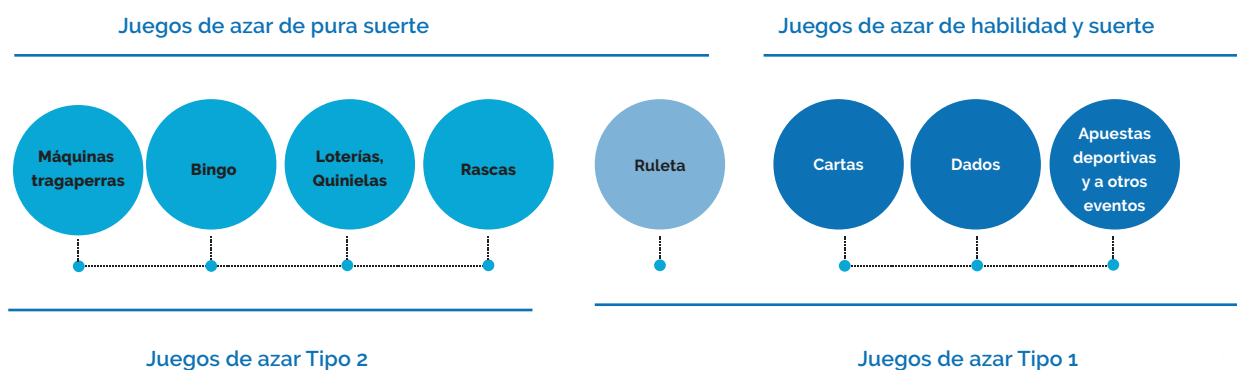 Juegos de azar de pura suerte
Juegos de azar de habilidad y suerte
Máquinas
tragaperras
Bingo
Loterías,
Quinielas
Rascas
Ruleta
Cartas
Dados
Apuestas
deportivas
y a otros
eventos
Juegos de azar Tipo 2
Juegos de azar Tipo 1